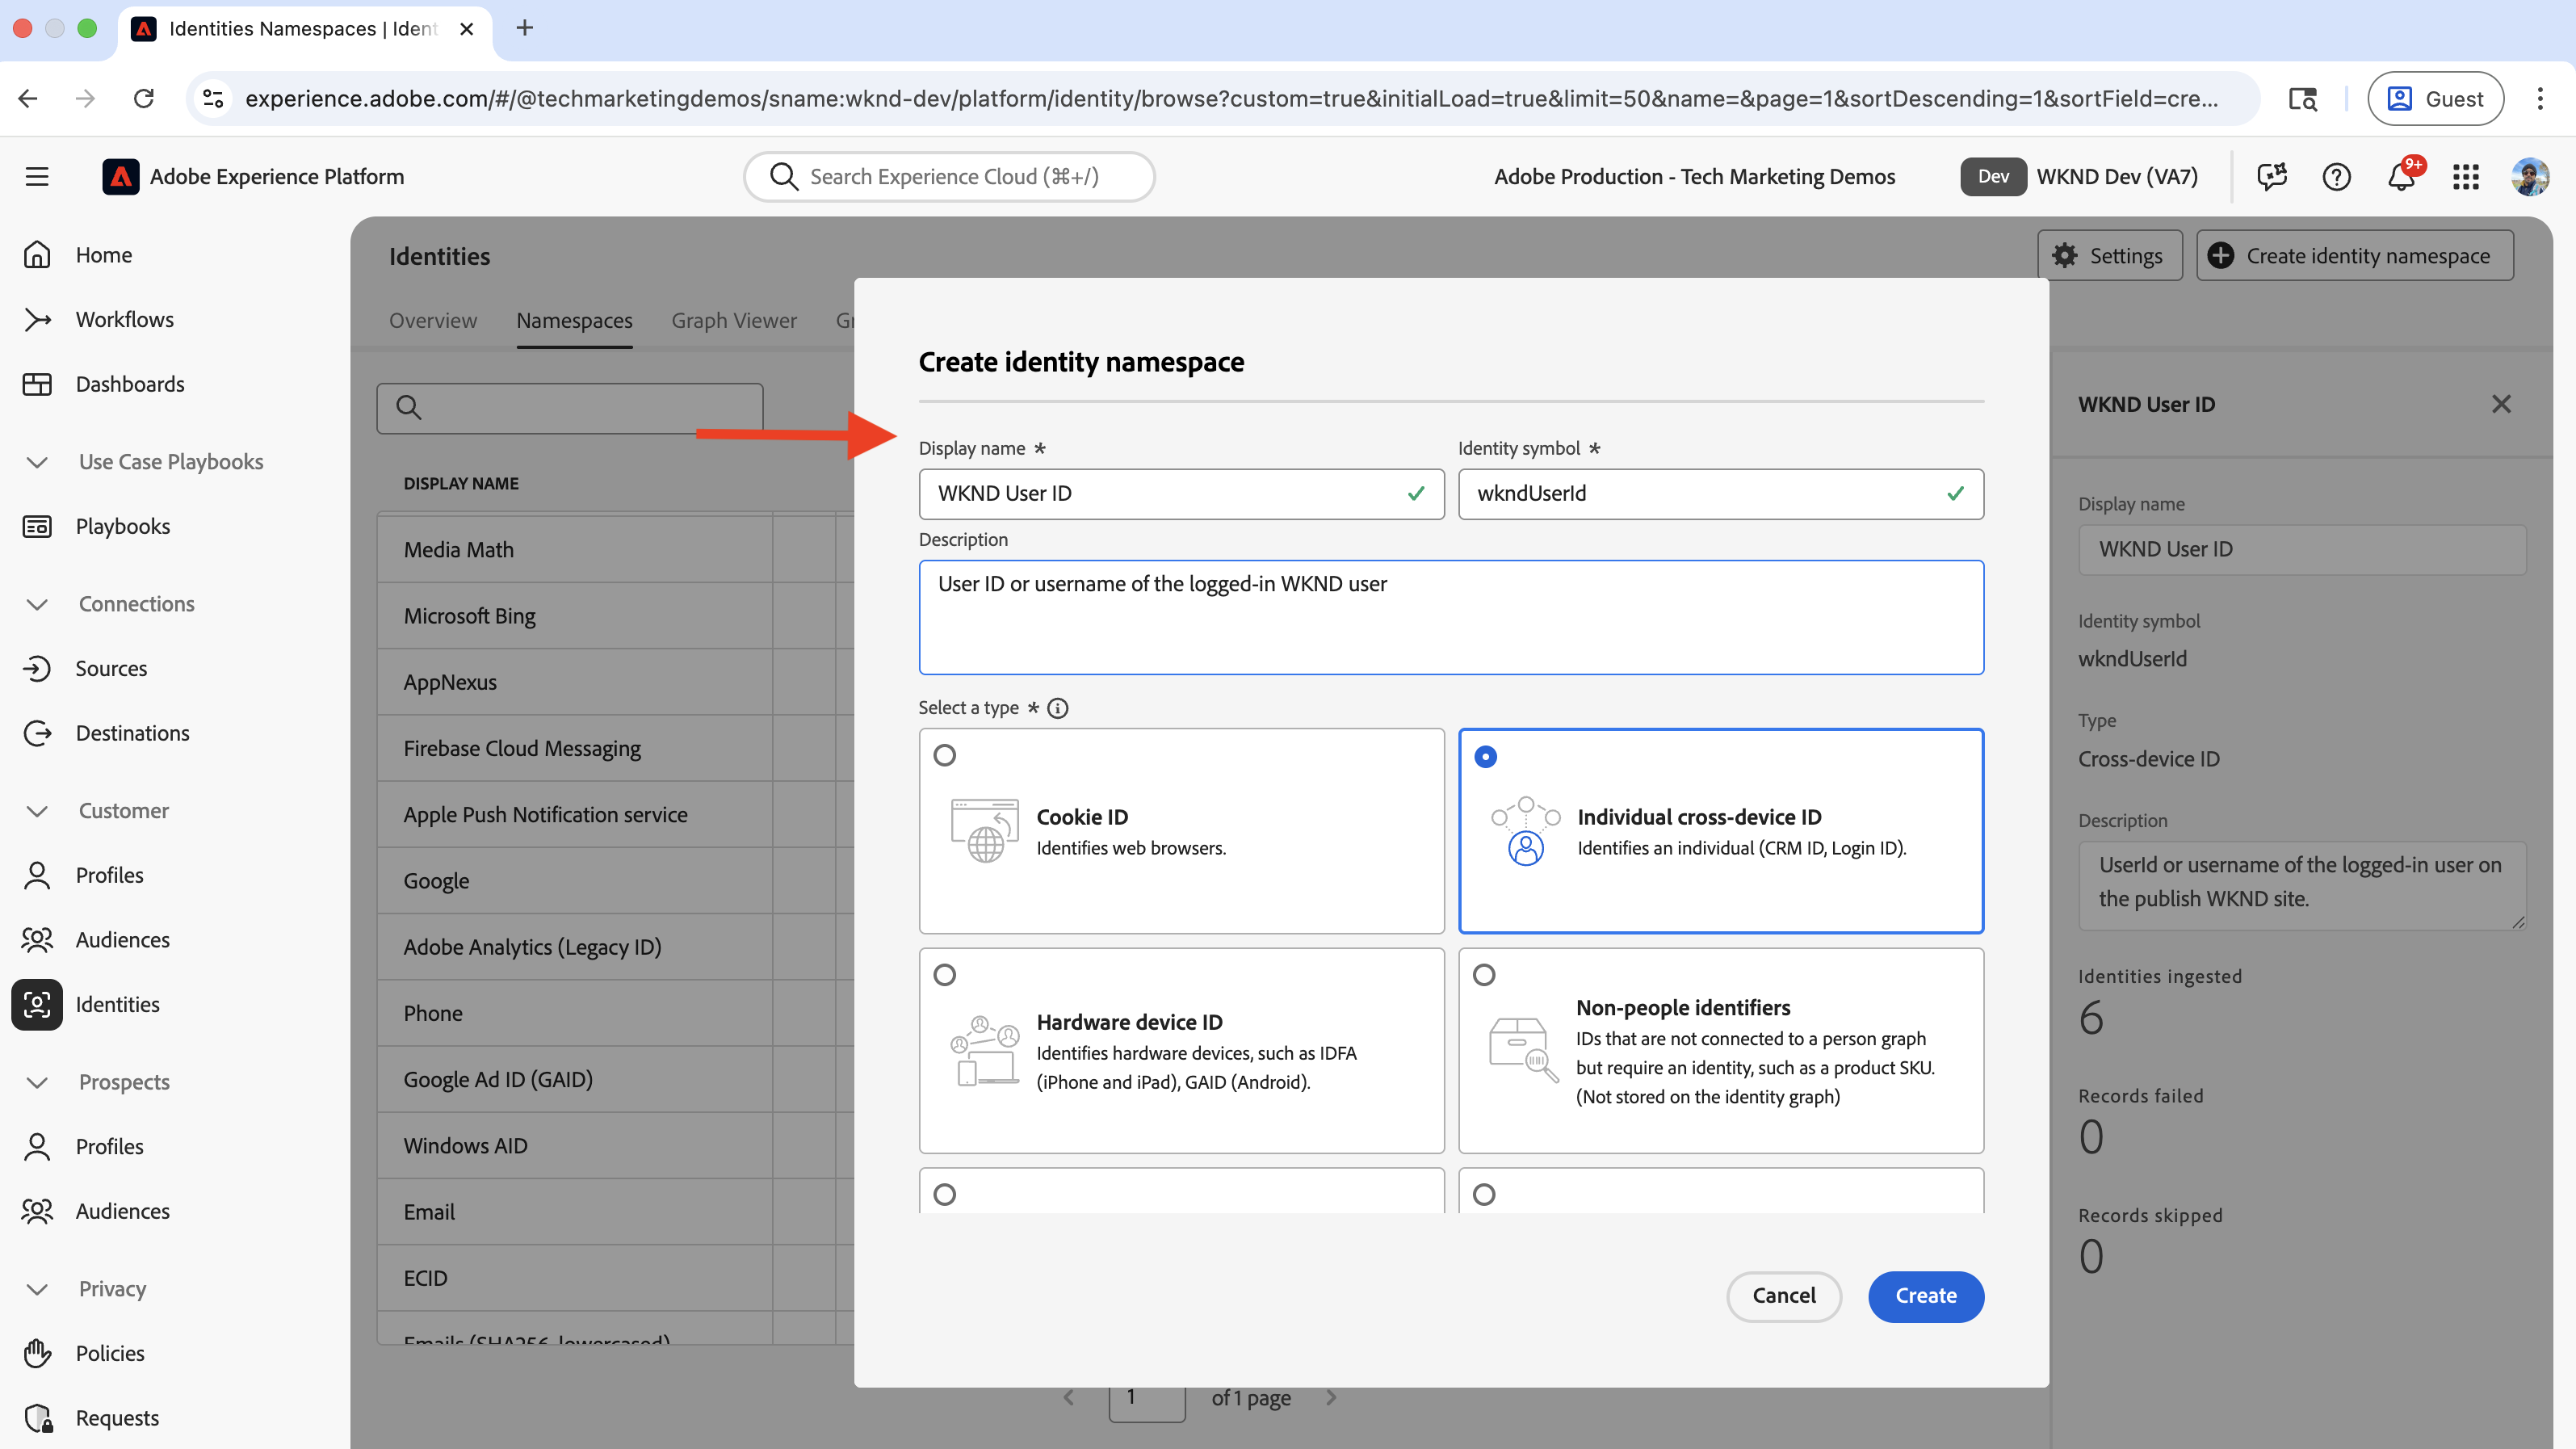 Identities Namespaces | Ident
experience.adobe.com/#/@techmarketingdemos/sname:wknd-dev/platform/identity/browse?custom=true&initialLoad=true&limit=50&name=&page=1&sortDescending=1&sortField=cre...
Guest
Adobe Experience Platform
Search Experience Cloud (⌘+/)
Adobe Production - Tech Marketing Demos
Dev
WKND Dev (VA7)
9+
Home
Workflows
Dashboards
Use Case Playbooks
Playbooks
Connections
Sources
Destinations
Customer
Profiles
Audiences
Identities
Prospects
Profiles
Audiences
Privacy
Policies
Requests
Identities
Settings
Create identity namespace
Overview
Namespaces
Graph Viewer
Gr
DISPLAY NAME
Media Math
Microsoft Bing
AppNexus
Firebase Cloud Messaging
Apple Push Notification service
Google
Adobe Analytics (Legacy ID)
Phone
Google Ad ID (GAID)
Windows AID
Email
ECID
Emails (SHA256, lowercased)
1
of 1 page
Create identity namespace
Display name *
WKND User ID
Identity symbol *
wkndUserId
Description
User ID or username of the logged-in WKND user
Select a type *
Cookie ID
Identifies web browsers.
Individual cross-device ID
Identifies an individual (CRM ID, Login ID).
Hardware device ID
Identifies hardware devices, such as IDFA
(iPhone and iPad), GAID (Android).
Non-people identifiers
IDs that are not connected to a person graph
but require an identity, such as a product SKU.
(Not stored on the identity graph)
Cancel
Create
WKND User ID
Display name
WKND User ID
Identity symbol
wkndUserId
Type
Cross-device ID
Description
UserId or username of the logged-in user on
the publish WKND site.
Identities ingested
6
Records failed
0
Records skipped
0